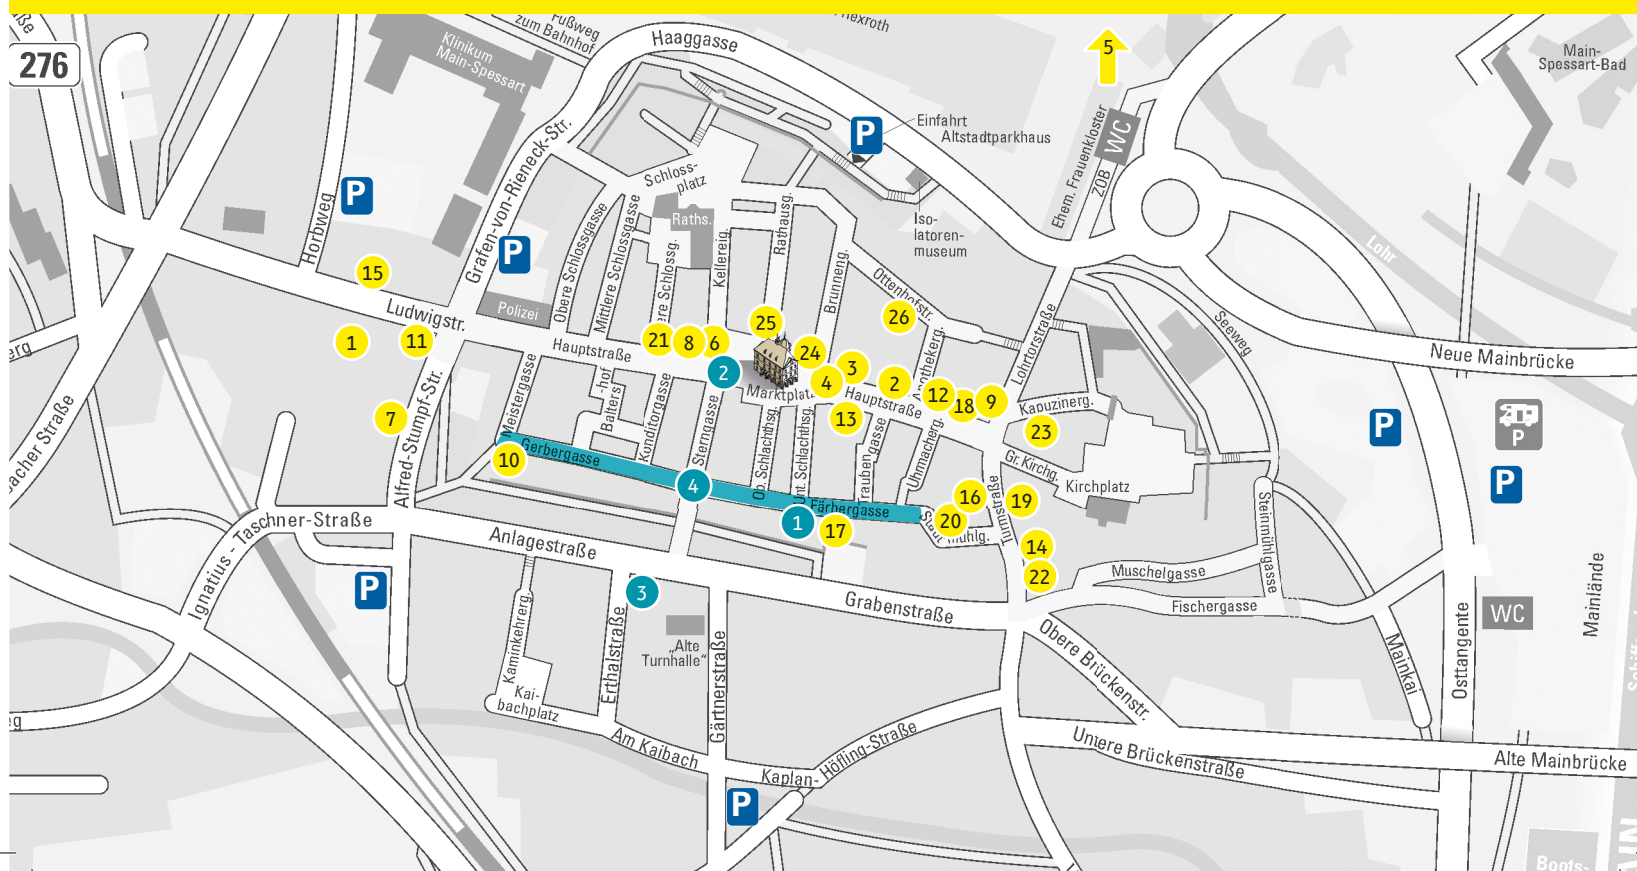 276
Klinikum
Main-Spessart
Fußweg
zum Bahnhof
Haaggasse
5
Main-
Spessart-Bad
P
Einfahrt
Altstadtparkhaus
WC
ZOB
Ehem. Frauenkloster
Grafen-von-Rieneck-Str.
Schloss-
platz
Raths.
Iso-
latoren-
museum
Lohr
P
Horbweg
P
15
Ludwigstr.
Polizei
Obere Schlossgasse
Mittlere Schlossgasse
Kellereig.
Rathausg.
Brunneng.
Ottenhofstr.
26
Apothekerg.
Lohrtorstraße
Seeweg
Neue Mainbrücke
1
11
Hauptstraße
21
8
6
25
24
2
4
3
2
Marktplatz
Hauptstraße
12
18
9
Kapuzinerg.
23
13
7
Alfred-Stumpf-Str.
Meistergasse
Baltershof
Konditorgasse
Sterngasse
Ob. Schlachthsg.
Unt. Schlachthsg.
Traubengasse
Uhrmacherg.
Gr. Kirchg.
Kirchplatz
P
P
P
10
Gerbergasse
4
Färbergasse
1
17
16
19
20
Turmstraße
14
22
Steinmühlgasse
Ignatius - Taschner-Straße
Anlagestraße
Grabenstraße
Muschelgasse
Fischergasse
P
3
„Alte
Turnhalle“
Kaminkehrerg.
Erthalstraße
Gärtnerstraße
Kai-
bachplatz
Am Kaibach
Kaplan-Höfling-Straße
P
Obere Brückenstr.
Untere Brückenstraße
Mainkai
Osttangente
WC
Mainlände
Alte Mainbrücke
Boots-